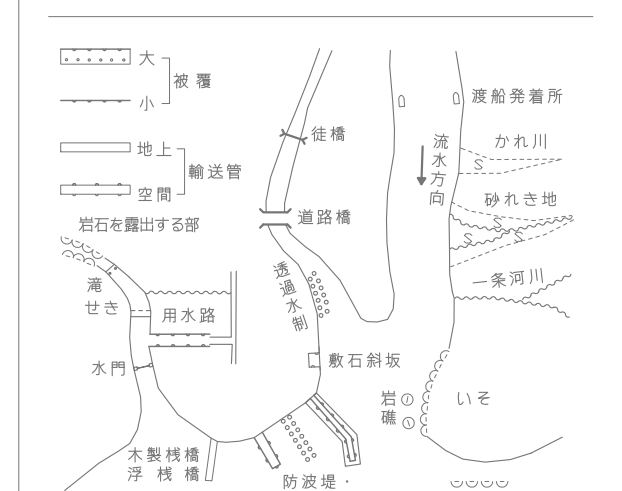 大
被覆
小
渡船発着所
流水方向
かれ川
徒橋
地上
輸送管
空間
砂れき地
道路橋
岩石を露出する部
透過水制
一条河川
滝
せき
用水路
水門
敷石斜坂
岩礁
いそ
木製桟橋
浮桟橋
防波堤・